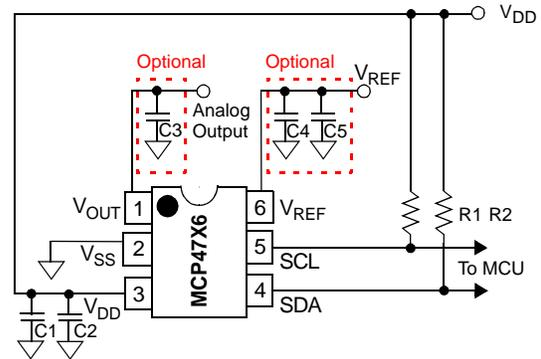 VDD
Optional
Optional
VREF
C3
Analog
Output
C4
C5
VOUT
1
6
VREF
R1 R2
VSS
2
5
SCL
MCP47X6
To MCU
VDD
3
4
SDA
C1
C2